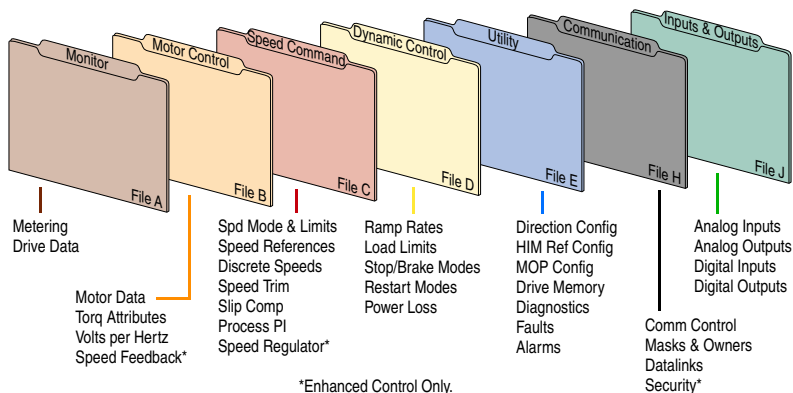 Monitor
Motor Control
Speed Command
Dynamic Control
Utility
Communication
Inputs & Outputs
File A
File B
File C
File D
File E
File H
File J
Metering
Drive Data
Motor Data
Torq Attributes
Volts per Hertz
Speed Feedback*
Spd Mode & Limits
Speed References
Discrete Speeds
Speed Trim
Slip Comp
Process PI
Speed Regulator*
Ramp Rates
Load Limits
Stop/Brake Modes
Restart Modes
Power Loss
Direction Config
HIM Ref Config
MOP Config
Drive Memory
Diagnostics
Faults
Alarms
Comm Control
Masks & Owners
Datalinks
Security*
Analog Inputs
Analog Outputs
Digital Inputs
Digital Outputs
*Enhanced Control Only.